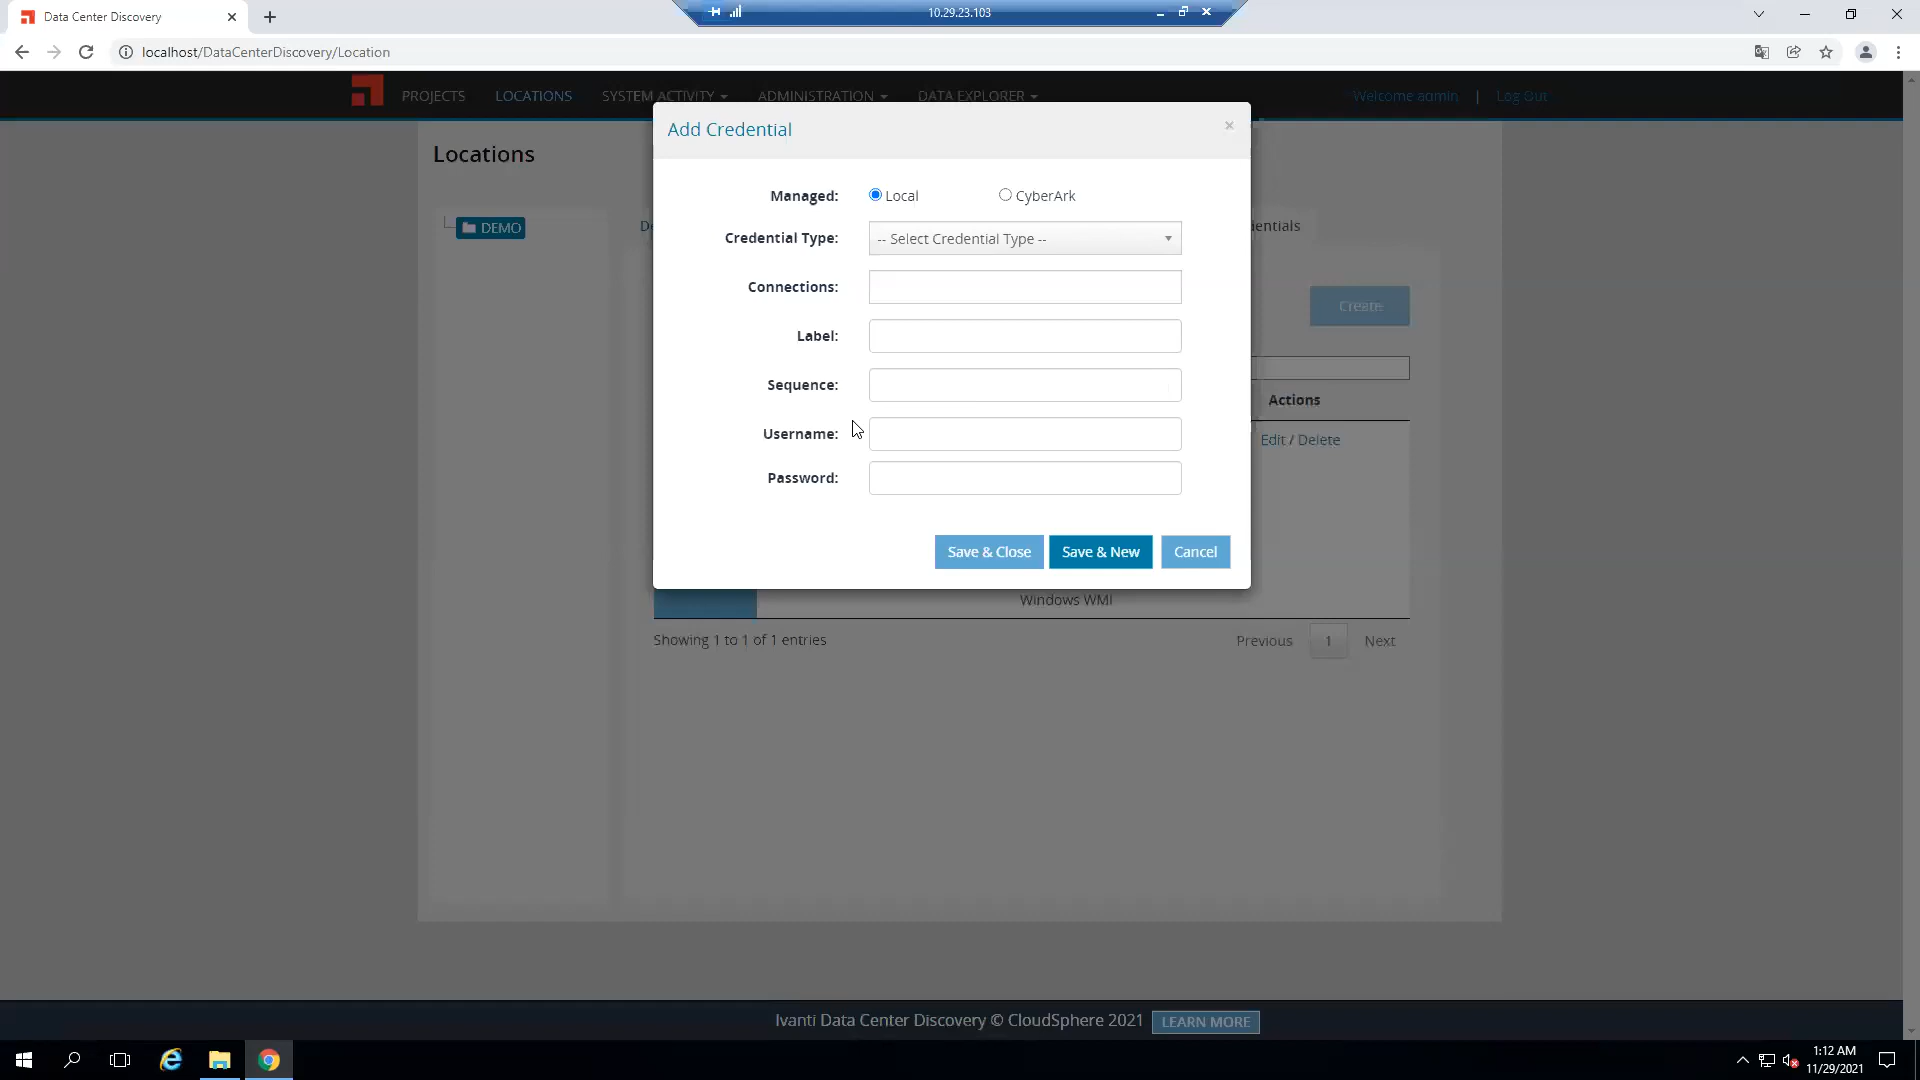 Data Center Discovery
10.29.23.103
localhost/DataCenterDiscovery/Location
PROJECTS LOCATIONS SYSTEM ACTIVITY ADMINISTRATION DATA EXPLORER Welcome admin | Log Out
Add Credential
Locations
Managed: Local CyberArk
DEMO
entials
Credential Type: -- Select Credential Type --
Connections:
Create
Label:
Sequence:
Actions
Username:
Edit / Delete
Password:
Save & Close Save & New Cancel
Windows WMI
Showing 1 to 1 of 1 entries
Previous 1 Next
Ivanti Data Center Discovery © CloudSphere 2021 LEARN MORE
1:12 AM
11/29/2021